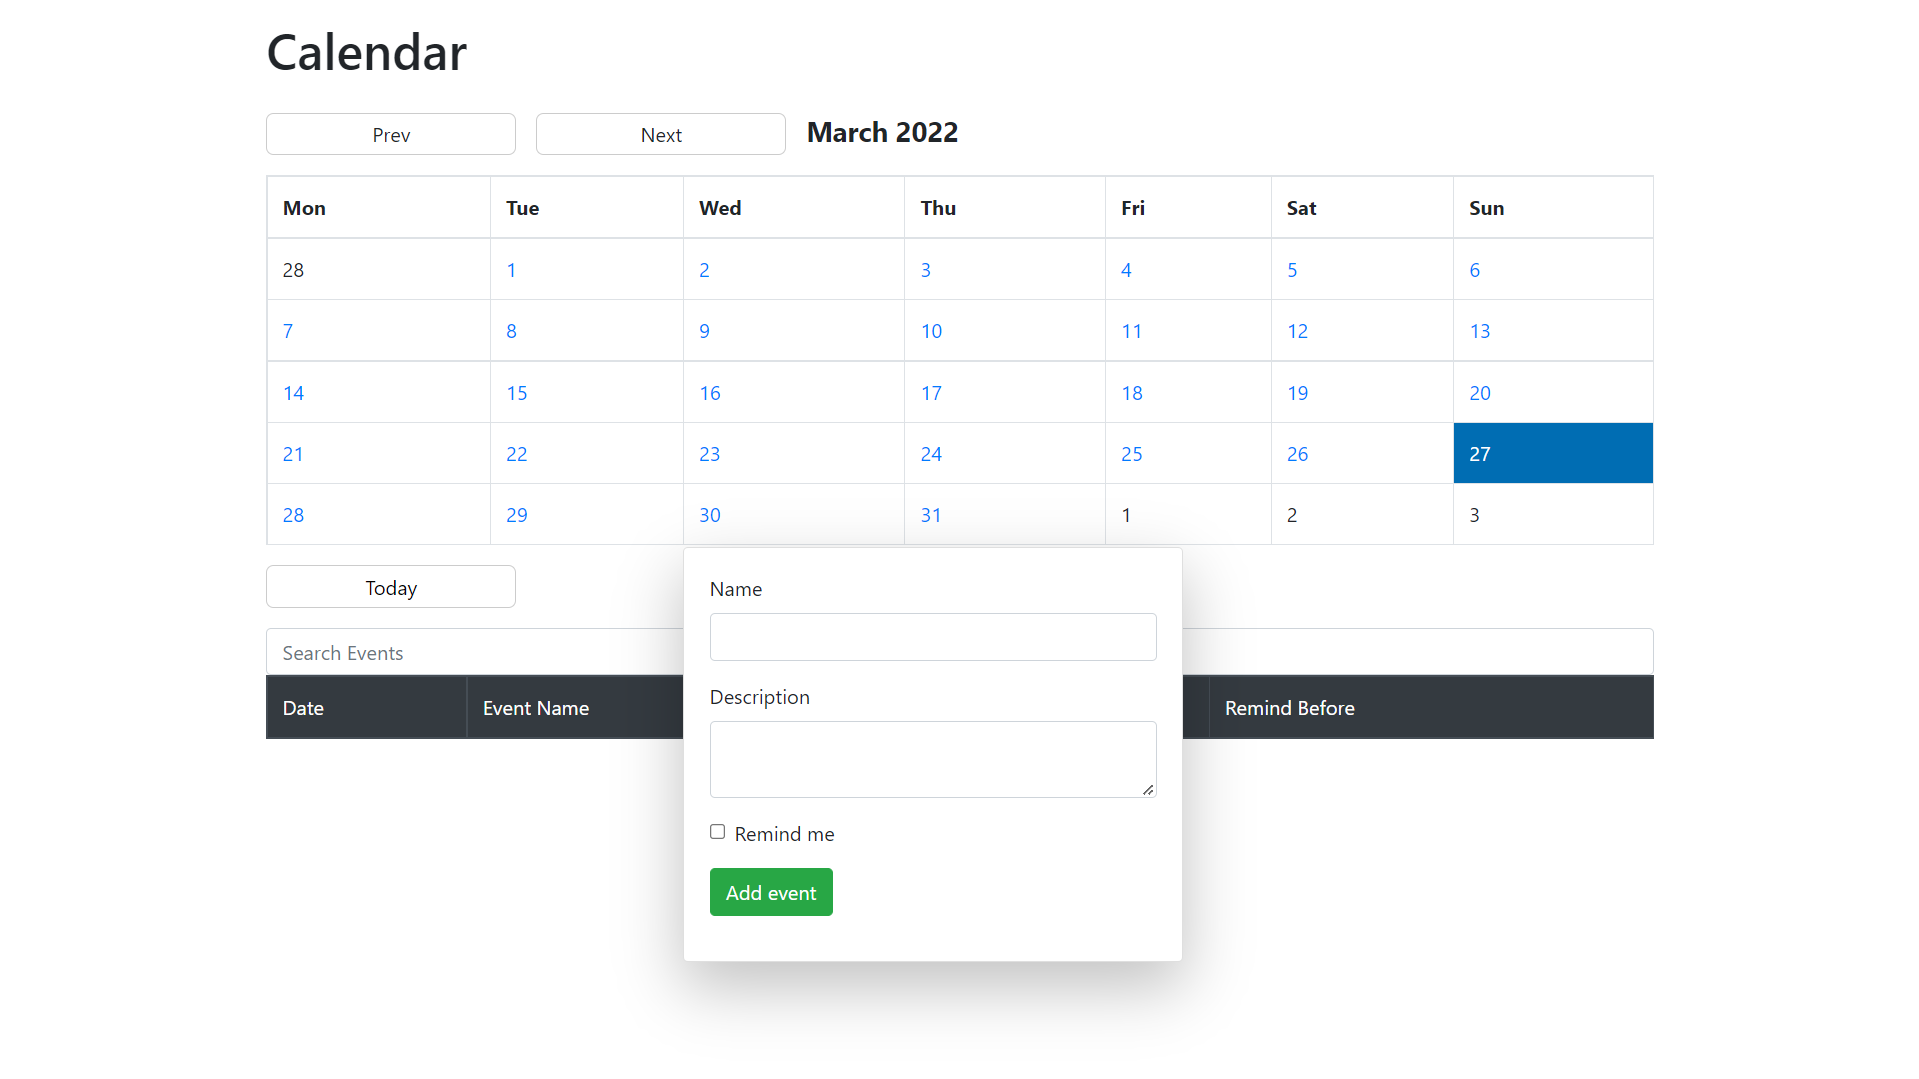 Calendar
Prev Next March 2022
Mon Tue Wed Thu Fri Sat Sun
28 1 2 3 4 5 6
7 8 9 10 11 12 13
14 15 16 17 18 19 20
21 22 23 24 25 26 27
28 29 30 31 1 2 3
Today
Search Events
Date Event Name Remind Before
Name
Description
Remind me
Add event